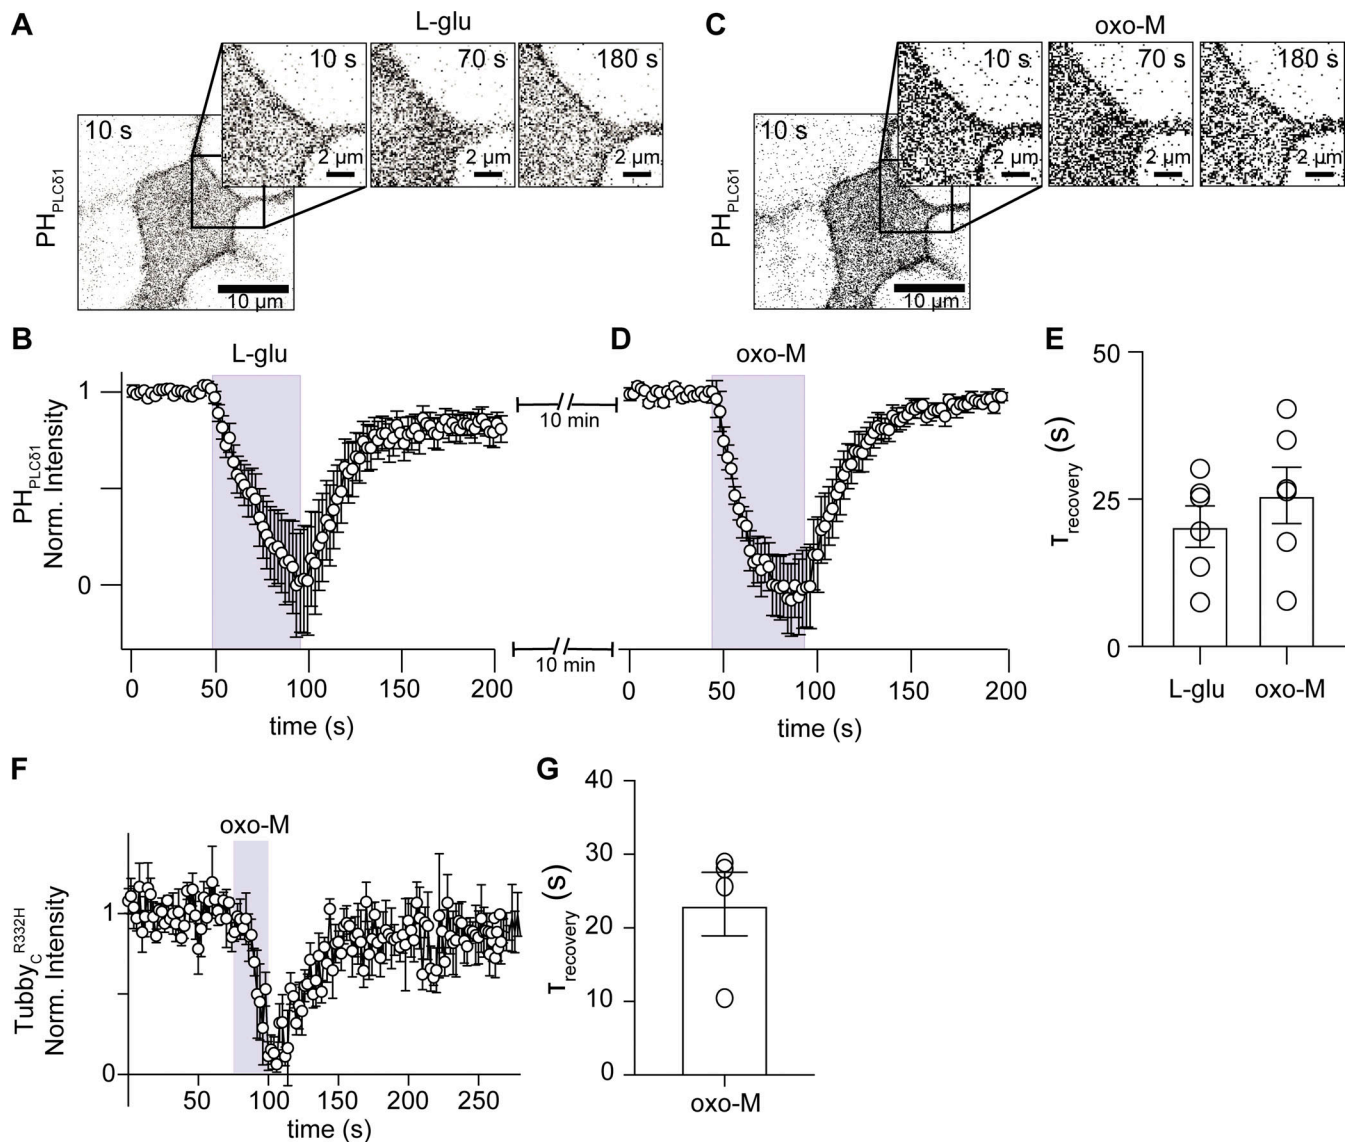 A
L-glu
10 s
70 s
180 s
10 s
2 µm
2 µm
2 µm
10 µm
PHPLCδ1
C
oxo-M
10 s
70 s
180 s
10 s
2 µm
2 µm
2 µm
10 µm
PHPLCδ1
B
L-glu
PHPLCδ1
Norm. Intensity
1
0
0
50
100
150
200
time (s)
10 min
10 min
D
oxo-M
0
50
100
150
200
time (s)
E
τrecovery (s)
50
25
0
L-glu
oxo-M
F
oxo-M
TubbyC R332H
Norm. Intensity
1
0
50
100
150
200
250
time (s)
G
τrecovery (s)
40
30
20
10
0
oxo-M